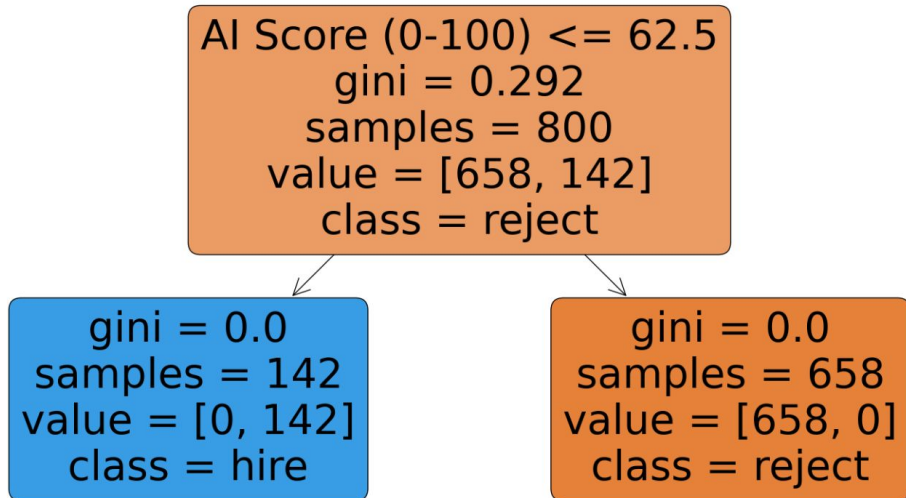 AI Score (0-100) <= 62.5
gini = 0.292
samples = 800
value = [658, 142]
class = reject
gini = 0.0
samples = 142
value = [0, 142]
class = hire
gini = 0.0
samples = 658
value = [658, 0]
class = reject